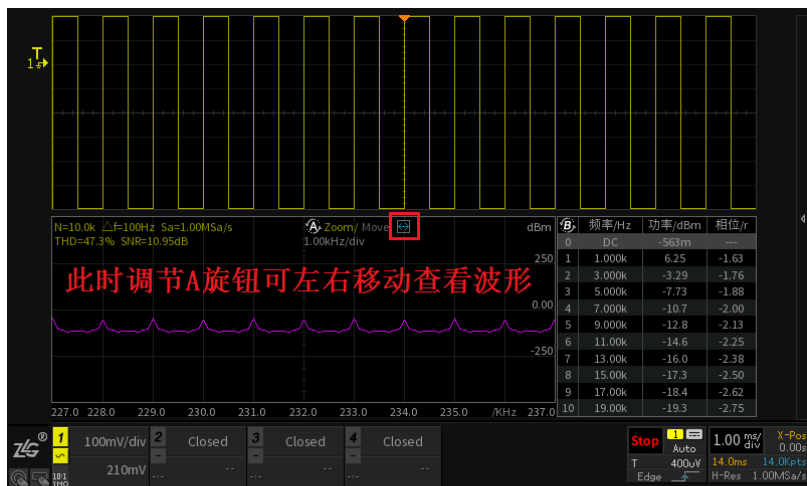 T
1
N=10.0k △f=100Hz Sa=1.00MSa/s
THD=47.3% SNR=10.95dB
A Zoom/ Move
1.00kHz/div
dBm
250
0.00
-250
此时调节A旋钮可左右移动查看波形
227.0 228.0 229.0 230.0 231.0 232.0 233.0 234.0 235.0 /KHz 237.0
B 频率/Hz 功率/dBm 相位/r
0 DC -563m ---
1 1.000k 6.25 -1.63
2 3.000k -3.29 -1.76
3 5.000k -7.73 -1.88
4 7.000k -10.7 -2.00
5 9.000k -12.8 -2.13
6 11.00k -14.6 -2.25
7 13.00k -16.0 -2.38
8 15.00k -17.3 -2.50
9 17.00k -18.4 -2.62
10 19.00k -19.3 -2.75
ZLG®
1 100mV/div 210mV
10:1
1MΩ
2 Closed -- -:-
3 Closed -- -:-
4 Closed -- -:-
Stop 1 Auto
T 400uV
Edge
1.00 ms/div X-Pos 0.00s
14.0ms 14.0Kpts
H-Res 1.00MSa/s